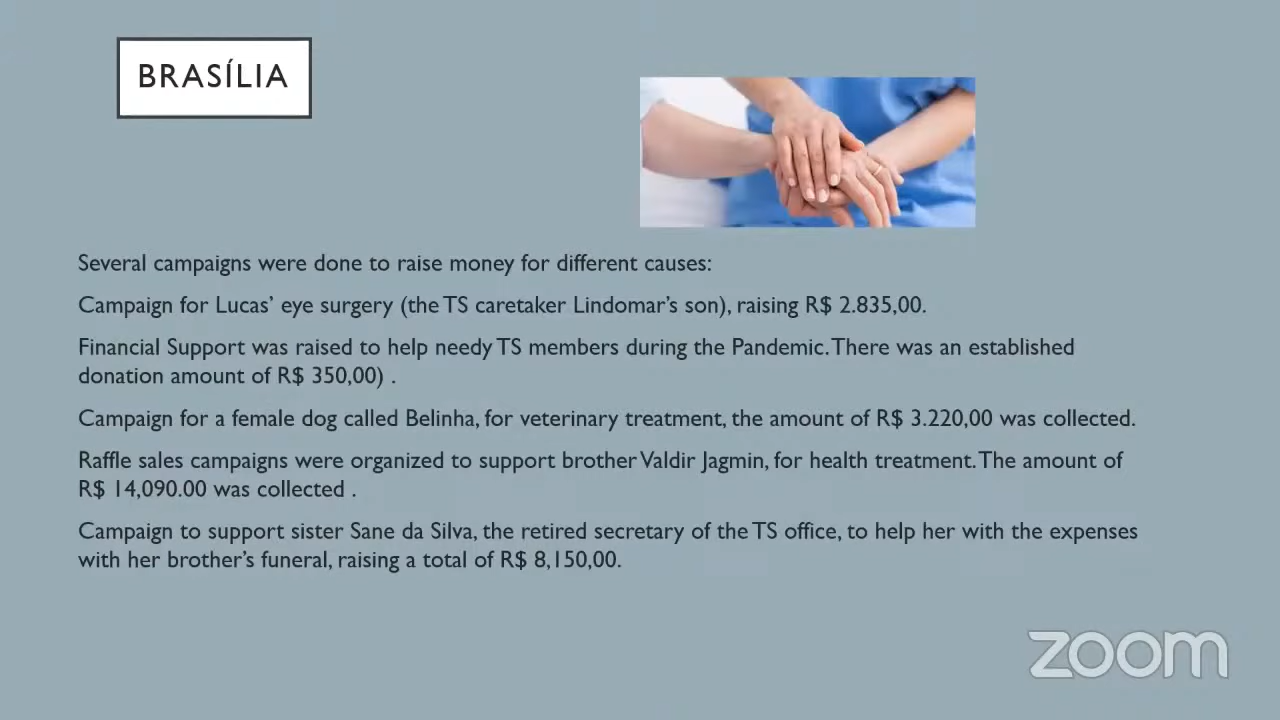 BRASÍLIA
Several campaigns were done to raise money for different causes:
Campaign for Lucas’ eye surgery (the TS caretaker Lindomar’s son), raising R$ 2.835,00.
Financial Support was raised to help needy TS members during the Pandemic. There was an established
donation amount of R$ 350,00) .
Campaign for a female dog called Belinha, for veterinary treatment, the amount of R$ 3.220,00 was collected.
Raffle sales campaigns were organized to support brother Valdir Jagmin, for health treatment. The amount of
R$ 14,090.00 was collected .
Campaign to support sister Sane da Silva, the retired secretary of the TS office, to help her with the expenses
with her brother’s funeral, raising a total of R$ 8,150,00.
zoom